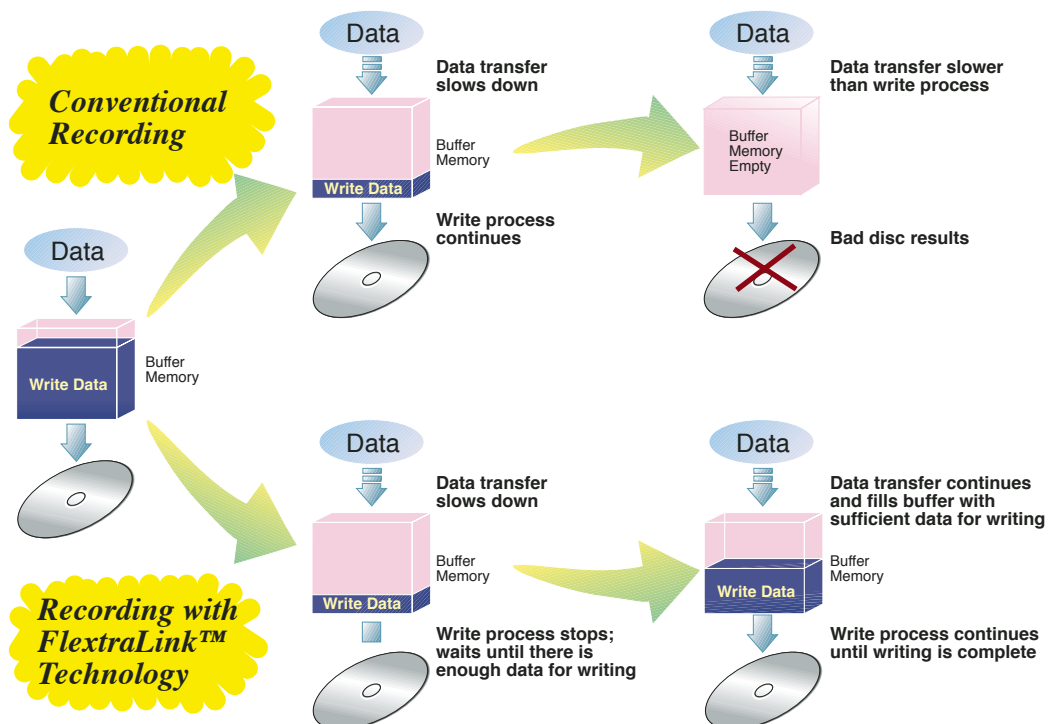 Conventional
Recording
Data
Data transfer
slows down
Buffer
Memory
Write Data
Write process
continues
Data
Data transfer slower
than write process
Buffer
Memory
Empty
Bad disc results
Data
Write Data
Buffer
Memory
Recording with
FlextraLink™
Technology
Data
Data transfer
slows down
Buffer
Memory
Write Data
Write process stops;
waits until there is
enough data for writing
Data
Data transfer continues
and fills buffer with
sufficient data for writing
Buffer
Memory
Write Data
Write process continues
until writing is complete